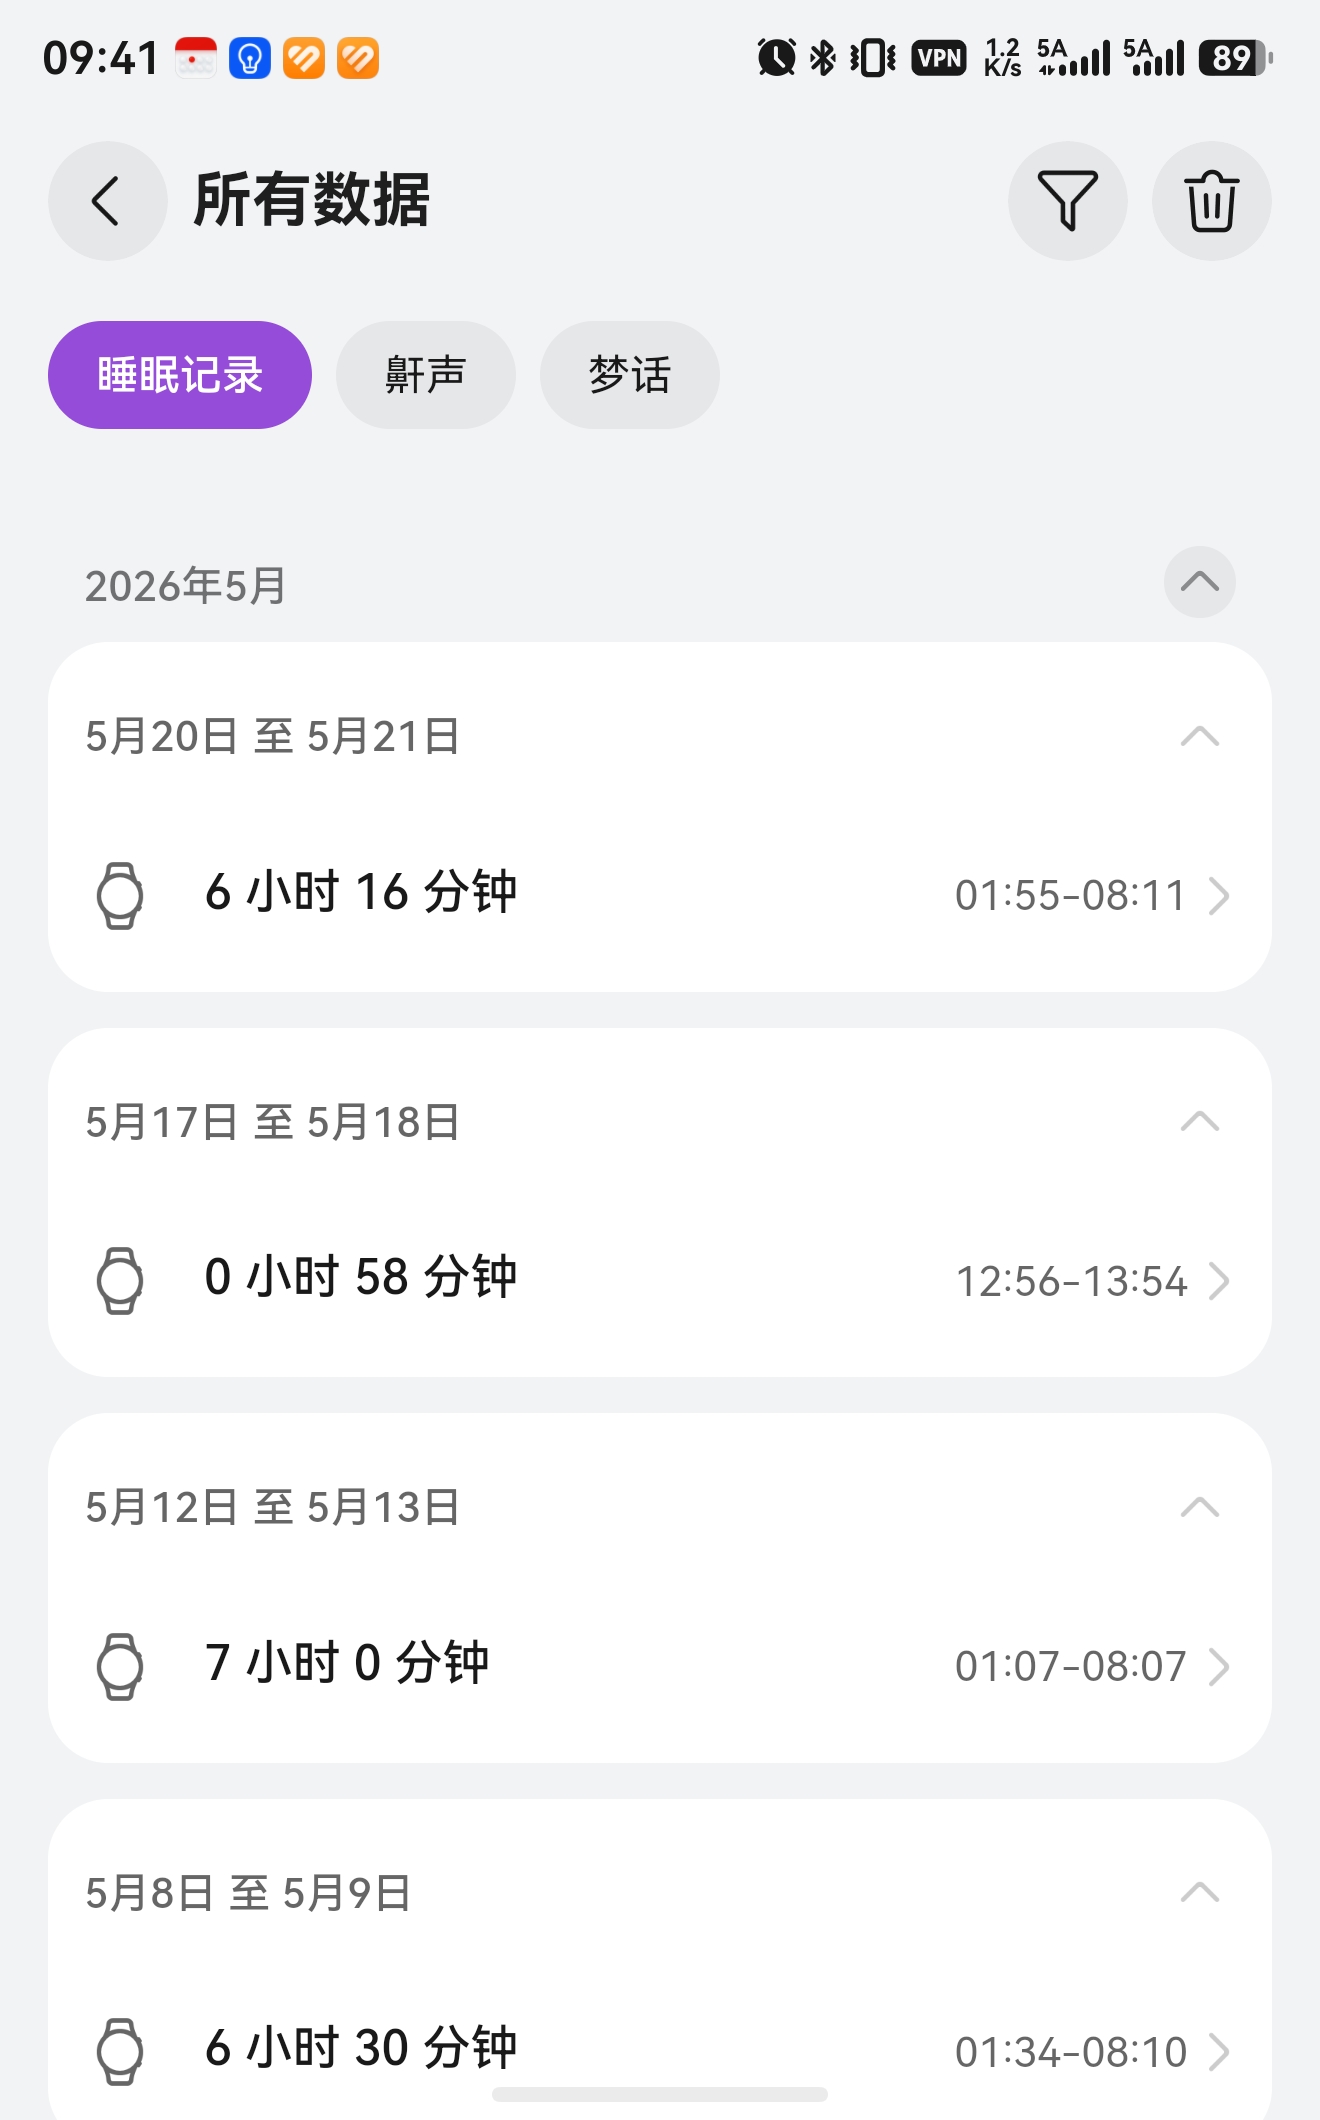 09:41 VPN 1.2 K/s 5A 5A 89
所有数据
睡眠记录 鼾声 梦话
2026年5月
5月20日 至 5月21日
6 小时 16 分钟 01:55-08:11
5月17日 至 5月18日
0 小时 58 分钟 12:56-13:54
5月12日 至 5月13日
7 小时 0 分钟 01:07-08:07
5月8日 至 5月9日
6 小时 30 分钟 01:34-08:10